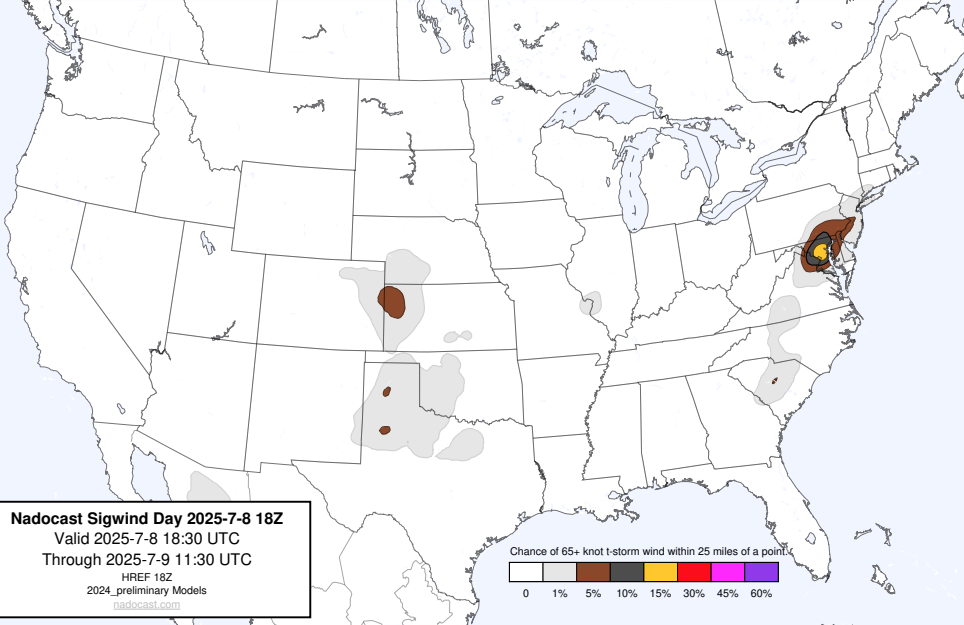 Nadocast Sigwind Day 2025-7-8 18Z
Valid 2025-7-8 18:30 UTC
Through 2025-7-9 11:30 UTC
HREF 18Z
2024_preliminary Models
nadocast.com
Chance of 65+ knot t-storm wind within 25 miles of a point.
0 1% 5% 10% 15% 30% 45% 60%